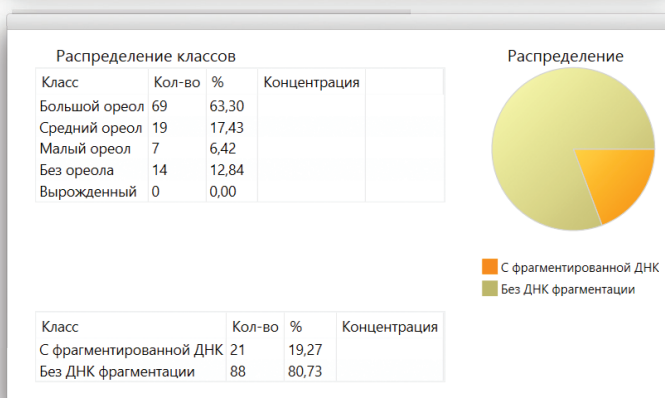 Распределение классов
Распределение
Класс Кол-во % Концентрация
Большой ореол 69 63,30
Средний ореол 19 17,43
Малый ореол 7 6,42
Без ореола 14 12,84
Вырожденный 0 0,00
С фрагментированной ДНК
Без ДНК фрагментации
Класс Кол-во % Концентрация
С фрагментированной ДНК 21 19,27
Без ДНК фрагментации 88 80,73